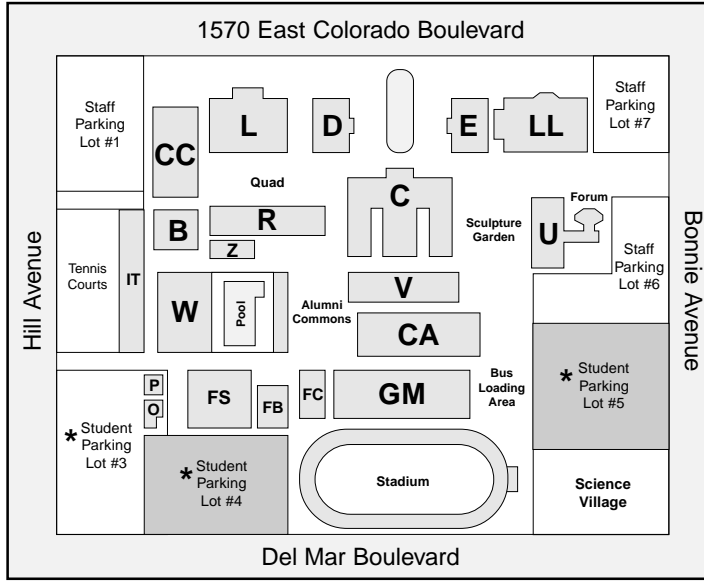 1570 East Colorado Boulevard
Staff
Parking
Lot #1
CC
L
D
E
LL
Staff
Parking
Lot #7
Quad
C
Hill Avenue
Tennis
Courts
IT
B
R
Z
Sculpture
Garden
U
Forum
Staff
Parking
Lot #6
Bonnie Avenue
W
Pool
Alumni
Commons
V
CA
P
O
FS
FB
FC
GM
Bus
Loading
Area
* Student
Parking
Lot #5
* Student
Parking
Lot #3
* Student
Parking
Lot #4
Stadium
Science
Village
Del Mar Boulevard